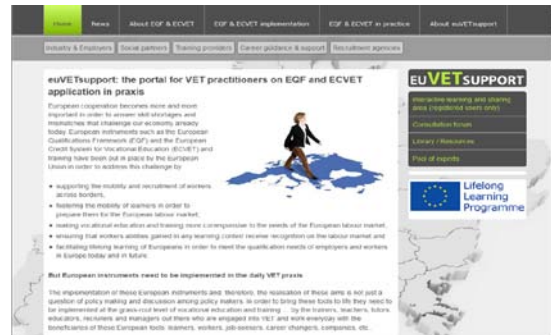 Home News About EQF & ECVET EQF & ECVET implementation EQF & ECVET in practice About euVETsupport
Industry & Employers Social partners Training providers Career guidance & support Recruitment agencies
euVETsupport: the portal for VET practitioners on EQF and ECVET
application in praxis
European cooperation becomes more and more
important in order to answer skill shortages and
mismatches that challenge our economy already
today. European instruments such as the European
Qualifications Framework (EQF) and the European
Credit System for Vocational Education (ECVET) and
training have been put in place by the European
Union in order to address this challenge by
supporting the mobility and recruitment of workers
across borders,
fostering the mobility of learners in order to
prepare them for the European labour market,
making vocational education and training more corresponsive to the needs of the European labour market,
ensuring that workers abilities gained in any learning context receive recognition on the labour market and
facilitating lifelong learning of Europeans in order to meet the qualification needs of employers and workers
in Europe today and in future.
But European instruments need to be implemented in the daily VET praxis
The implementation of these European instruments and, therefore, the realisation of these aims is not just a
question of policy making and discussion among policy makers. In order to bring these tools to life they need to
be implemented at the grass-root level of vocational education and training ... by the trainers, teachers, tutors,
educators, recruiters and managers out there who are engaged into VET and work everyday with the
beneficiaries of these European tools: learners, workers, job-seekers, career changers, companies, etc.
euVETSUPPORT
Interactive learning and sharing
area (registered users only)
Consultation forum
Library / Resources
Pool of experts
Lifelong
Learning
Programme